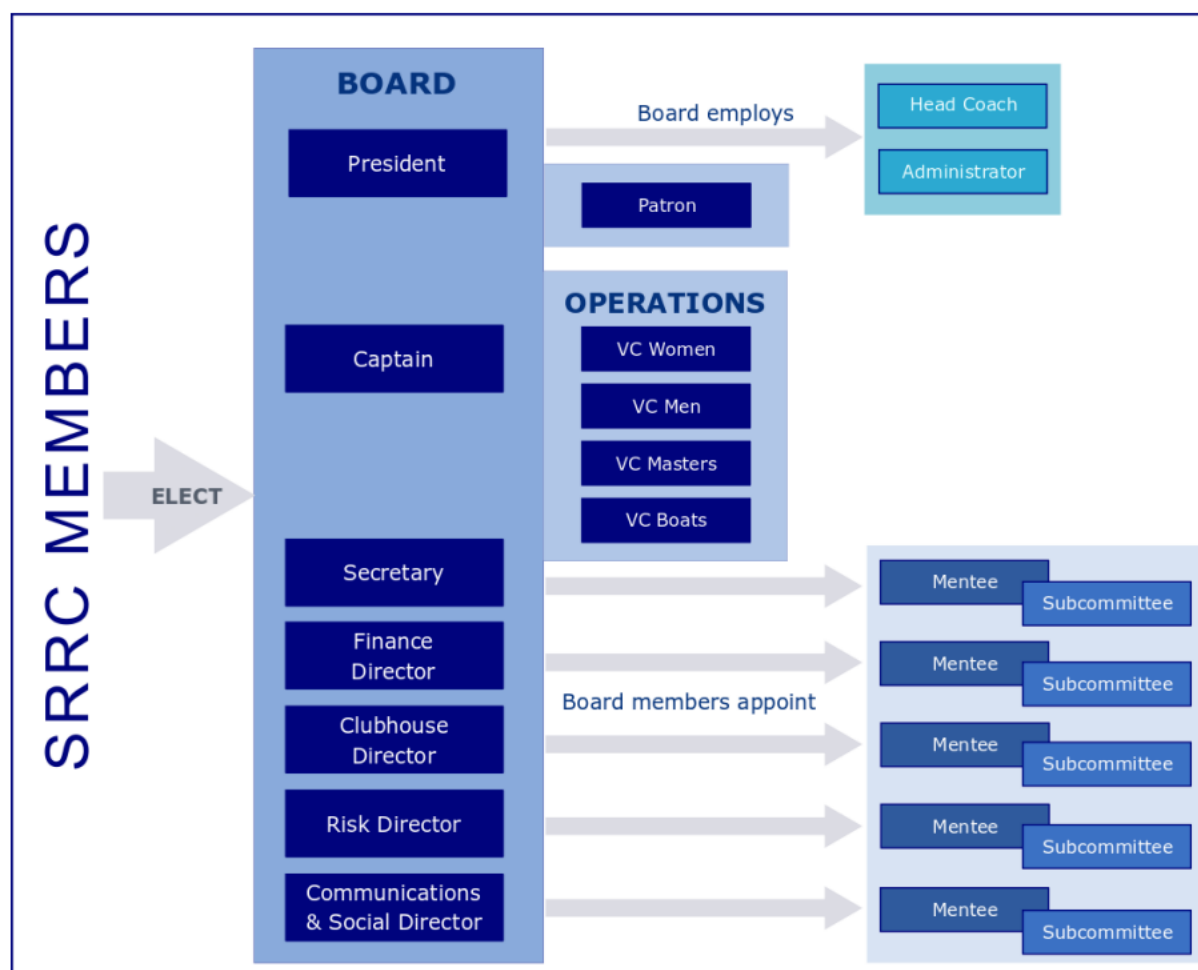 SRRC MEMBERS
ELECT
BOARD
President
Captain
Secretary
Finance
Director
Clubhouse
Director
Risk Director
Communications
& Social Director
Board employs
Head Coach
Administrator
Patron
OPERATIONS
VC Women
VC Men
VC Masters
VC Boats
Board members appoint
Mentee
Subcommittee
Mentee
Subcommittee
Mentee
Subcommittee
Mentee
Subcommittee
Mentee
Subcommittee